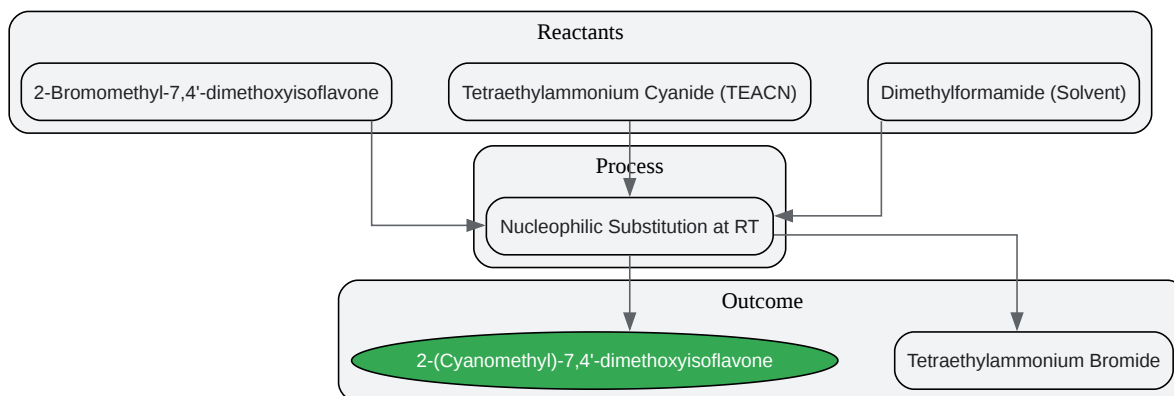 Reactants
2-Bromomethyl-7,4'-dimethoxyisoflavone
Tetraethylammonium Cyanide (TEACN)
Dimethylformamide (Solvent)
Process
Nucleophilic Substitution at RT
Outcome
2-(Cyanomethyl)-7,4'-dimethoxyisoflavone
Tetraethylammonium Bromide